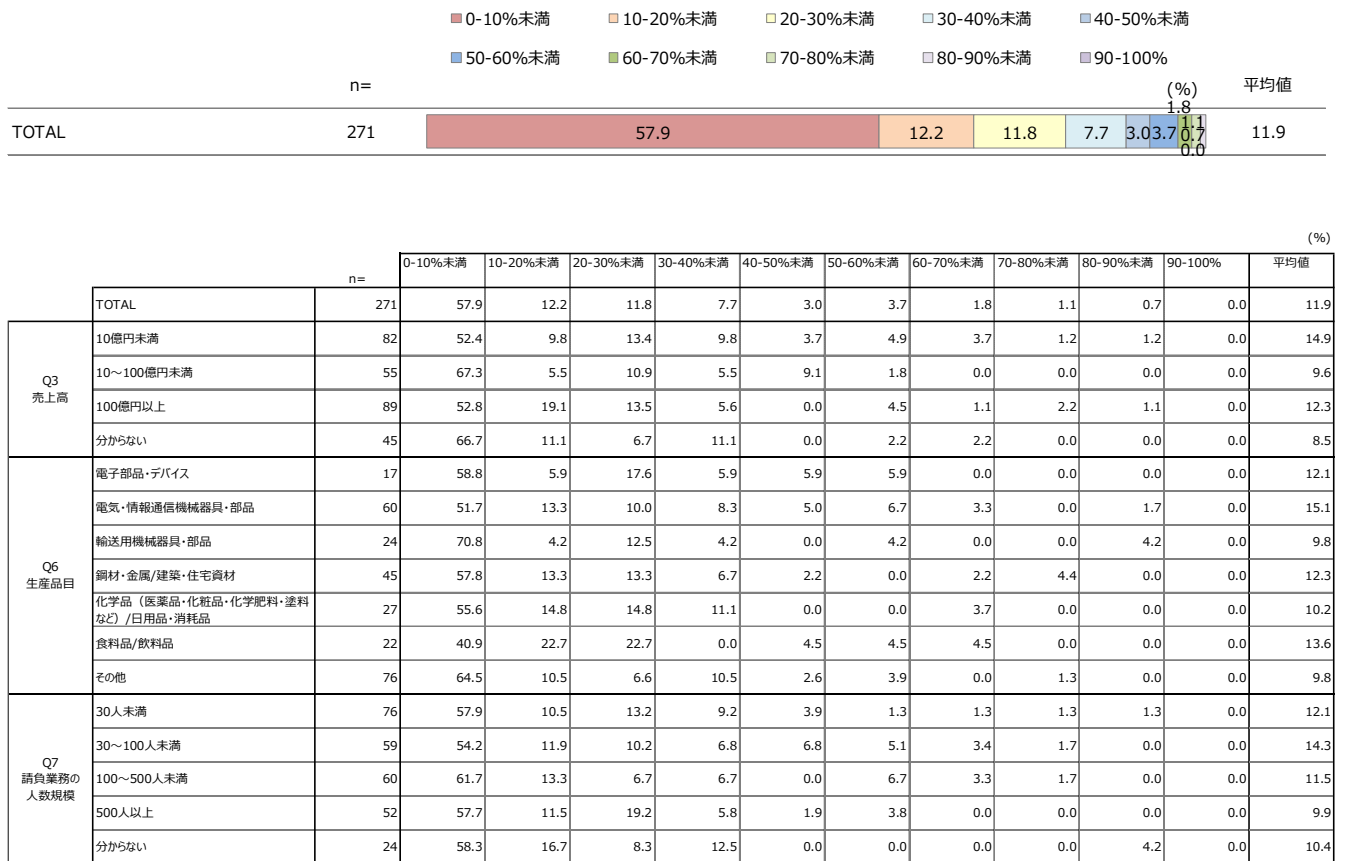 0-10%未満 10-20%未満 20-30%未満 30-40%未満 40-50%未満
50-60%未満 60-70%未満 70-80%未満 80-90%未満 90-100%
n= (%) 平均値
TOTAL 271 57.9 12.2 11.8 7.7 3.0 3.7 1.8 1.1 0.7 0.0 11.9
(%)
n= 0-10%未満 10-20%未満 20-30%未満 30-40%未満 40-50%未満 50-60%未満 60-70%未満 70-80%未満 80-90%未満 90-100% 平均値
TOTAL 271 57.9 12.2 11.8 7.7 3.0 3.7 1.8 1.1 0.7 0.0 11.9
Q3
売上高
10億円未満 82 52.4 9.8 13.4 9.8 3.7 4.9 3.7 1.2 1.2 0.0 14.9
10～100億円未満 55 67.3 5.5 10.9 5.5 9.1 1.8 0.0 0.0 0.0 0.0 9.6
100億円以上 89 52.8 19.1 13.5 5.6 0.0 4.5 1.1 2.2 1.1 0.0 12.3
分からない 45 66.7 11.1 6.7 11.1 0.0 2.2 2.2 0.0 0.0 0.0 8.5
Q6
生産品目
電子部品・デバイス 17 58.8 5.9 17.6 5.9 5.9 5.9 0.0 0.0 0.0 0.0 12.1
電気・情報通信機械器具・部品 60 51.7 13.3 10.0 8.3 5.0 6.7 3.3 0.0 1.7 0.0 15.1
輸送用機械器具・部品 24 70.8 4.2 12.5 4.2 0.0 4.2 0.0 0.0 4.2 0.0 9.8
鋼材・金属/建築・住宅資材 45 57.8 13.3 13.3 6.7 2.2 0.0 2.2 4.4 0.0 0.0 12.3
化学品（医薬品・化粧品・化学肥料・塗料
など）/日用品・消耗品 27 55.6 14.8 14.8 11.1 0.0 0.0 3.7 0.0 0.0 0.0 10.2
食料品/飲料品 22 40.9 22.7 22.7 0.0 4.5 4.5 4.5 0.0 0.0 0.0 13.6
その他 76 64.5 10.5 6.6 10.5 2.6 3.9 0.0 1.3 0.0 0.0 9.8
Q7
請負業務の
人数規模
30人未満 76 57.9 10.5 13.2 9.2 3.9 1.3 1.3 1.3 1.3 0.0 12.1
30～100人未満 59 54.2 11.9 10.2 6.8 6.8 5.1 3.4 1.7 0.0 0.0 14.3
100～500人未満 60 61.7 13.3 6.7 6.7 0.0 6.7 3.3 1.7 0.0 0.0 11.5
500人以上 52 57.7 11.5 19.2 5.8 1.9 3.8 0.0 0.0 0.0 0.0 9.9
分からない 24 58.3 16.7 8.3 12.5 0.0 0.0 0.0 0.0 4.2 0.0 10.4